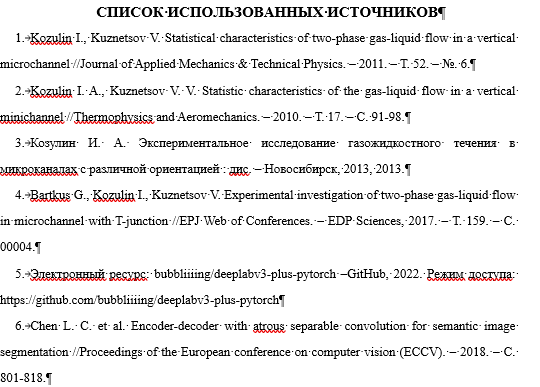 СПИСОК ИСПОЛЬЗОВАННЫХ ИСТОЧНИКОВ¶
1.→Kozulin I., Kuznetsov V. Statistical characteristics of two-phase gas-liquid flow in a vertical
microchannel //Journal of Applied Mechanics & Technical Physics. – 2011. – Т. 52. – №. 6.¶
2.→Kozulin I. A., Kuznetsov V. V. Statistic characteristics of the gas-liquid flow in a vertical
minichannel //Thermophysics and Aeromechanics. – 2010. – Т. 17. – С. 91-98.¶
3.→Козулин И. А. Экспериментальное исследование газожидкостного течения в
микроканалах с различной ориентацией : дис. – Новосибирск, 2013, 2013.¶
4.→Bartkus G., Kozulin I., Kuznetsov V. Experimental investigation of two-phase gas-liquid flow
in microchannel with T-junction //EPJ Web of Conferences. – EDP Sciences, 2017. – Т. 159. – С.
00004.¶
5.→Электронный ресурс: bubbliiiing/deeplabv3-plus-pytorch –GitHub, 2022. Режим доступа:
https://github.com/bubbliiiing/deeplabv3-plus-pytorch¶
6.→Chen L. C. et al. Encoder-decoder with atrous separable convolution for semantic image
segmentation //Proceedings of the European conference on computer vision (ECCV). – 2018. – С.
801-818.¶